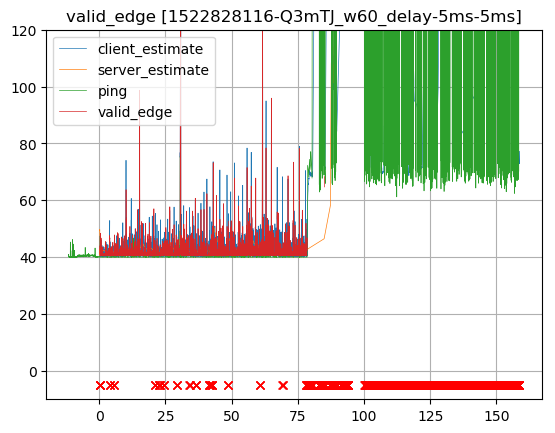 valid_edge [1522828116-Q3mTJ_w60_delay-5ms-5ms]
client_estimate
server_estimate
ping
valid_edge
120
100
80
60
40
20
0
0 25 50 75 100 125 150